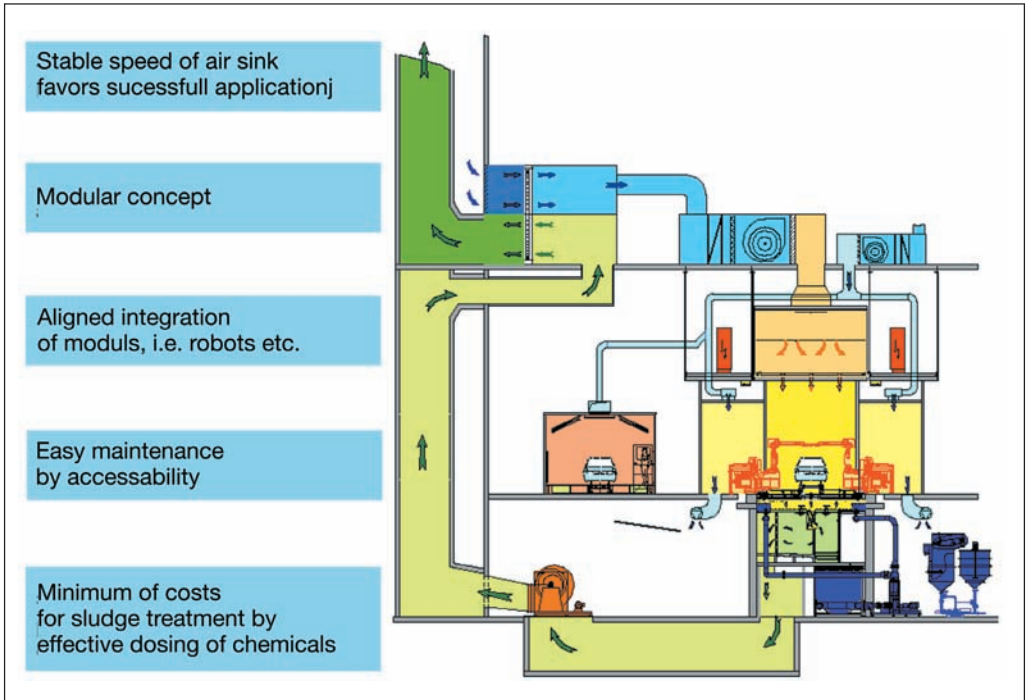 Stable speed of air sink
favors sucessfull applicationj
Modular concept
Aligned integration
of moduls, i.e. robots etc.
Easy maintenance
by accessability
Minimum of costs
for sludge treatment by
effective dosing of chemicals